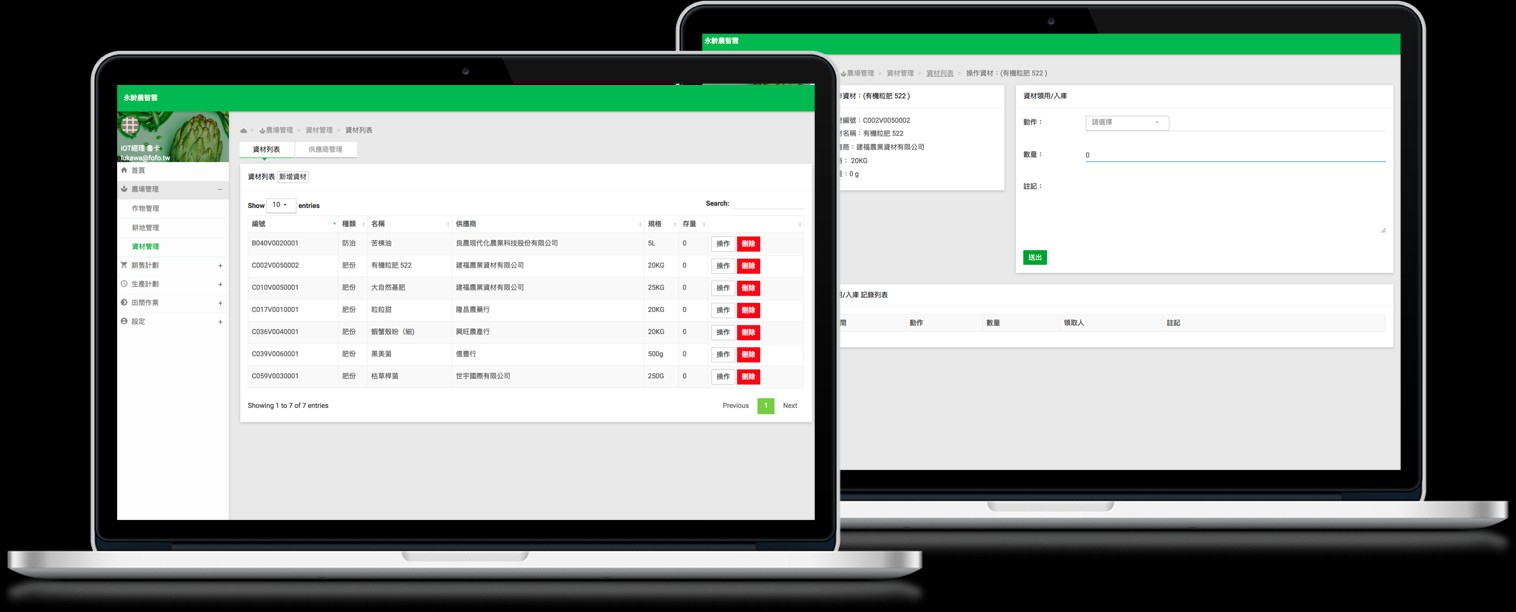 永齡農智雲
IOT經理 魯卡
lukawa@fofo.tw
首頁
農場管理 −
作物管理
耕地管理
資材管理
銷售計劃 +
生產計劃 +
田間作業 +
設定 +
農場管理 > 資材管理 > 資材列表
資材列表 供應商管理
資材列表 新增資材
Show 10 entries
Search:
編號 種類 名稱 供應商 規格 存量
B040V0020001 防治 苦楝油 良農現代化農業科技股份有限公司 5L 0 操作 刪除
C002V0050002 肥份 有機粒肥 522 建福農業資材有限公司 20KG 0 操作 刪除
C010V0050001 肥份 大自然基肥 建福農業資材有限公司 25KG 0 操作 刪除
C017V0010001 肥份 粒粒甜 隆昌農藥行 20KG 0 操作 刪除
C036V0040001 肥份 蝦蟹殼粉（細) 興旺農產行 20KG 0 操作 刪除
C039V0060001 肥份 黑美菌 億豐行 500g 0 操作 刪除
C059V0030001 肥份 枯草桿菌 世宇國際有限公司 250G 0 操作 刪除
Showing 1 to 7 of 7 entries
Previous 1 Next
永齡農智雲
農場管理 > 資材管理 > 資材列表 > 操作資材：(有機粒肥 522 )
資材：(有機粒肥 522 )
編號：C002V0050002
名稱：有機粒肥 522
商：建福農業資材有限公司
：20KG
：0 g
資材領用/入庫
動作： 請選擇
數量： 0
註記：
送出
/入庫 記錄列表
間 動作 數量 領取人 註記